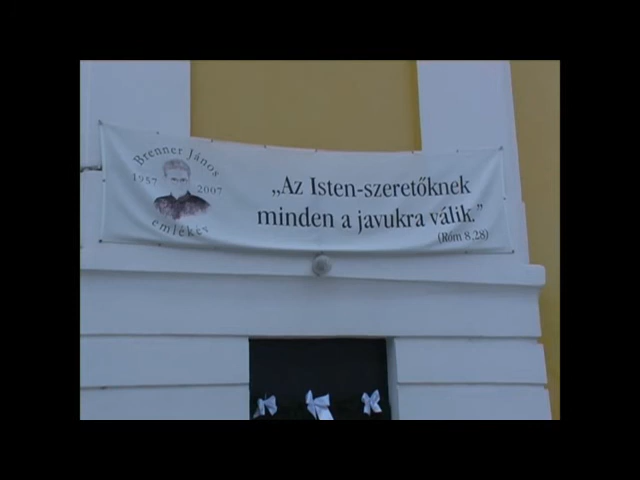 Brenner János
1957 2007
emlékév
„Az Isten-szeretőknek
minden a javukra válik.”
(Róm 8,28)